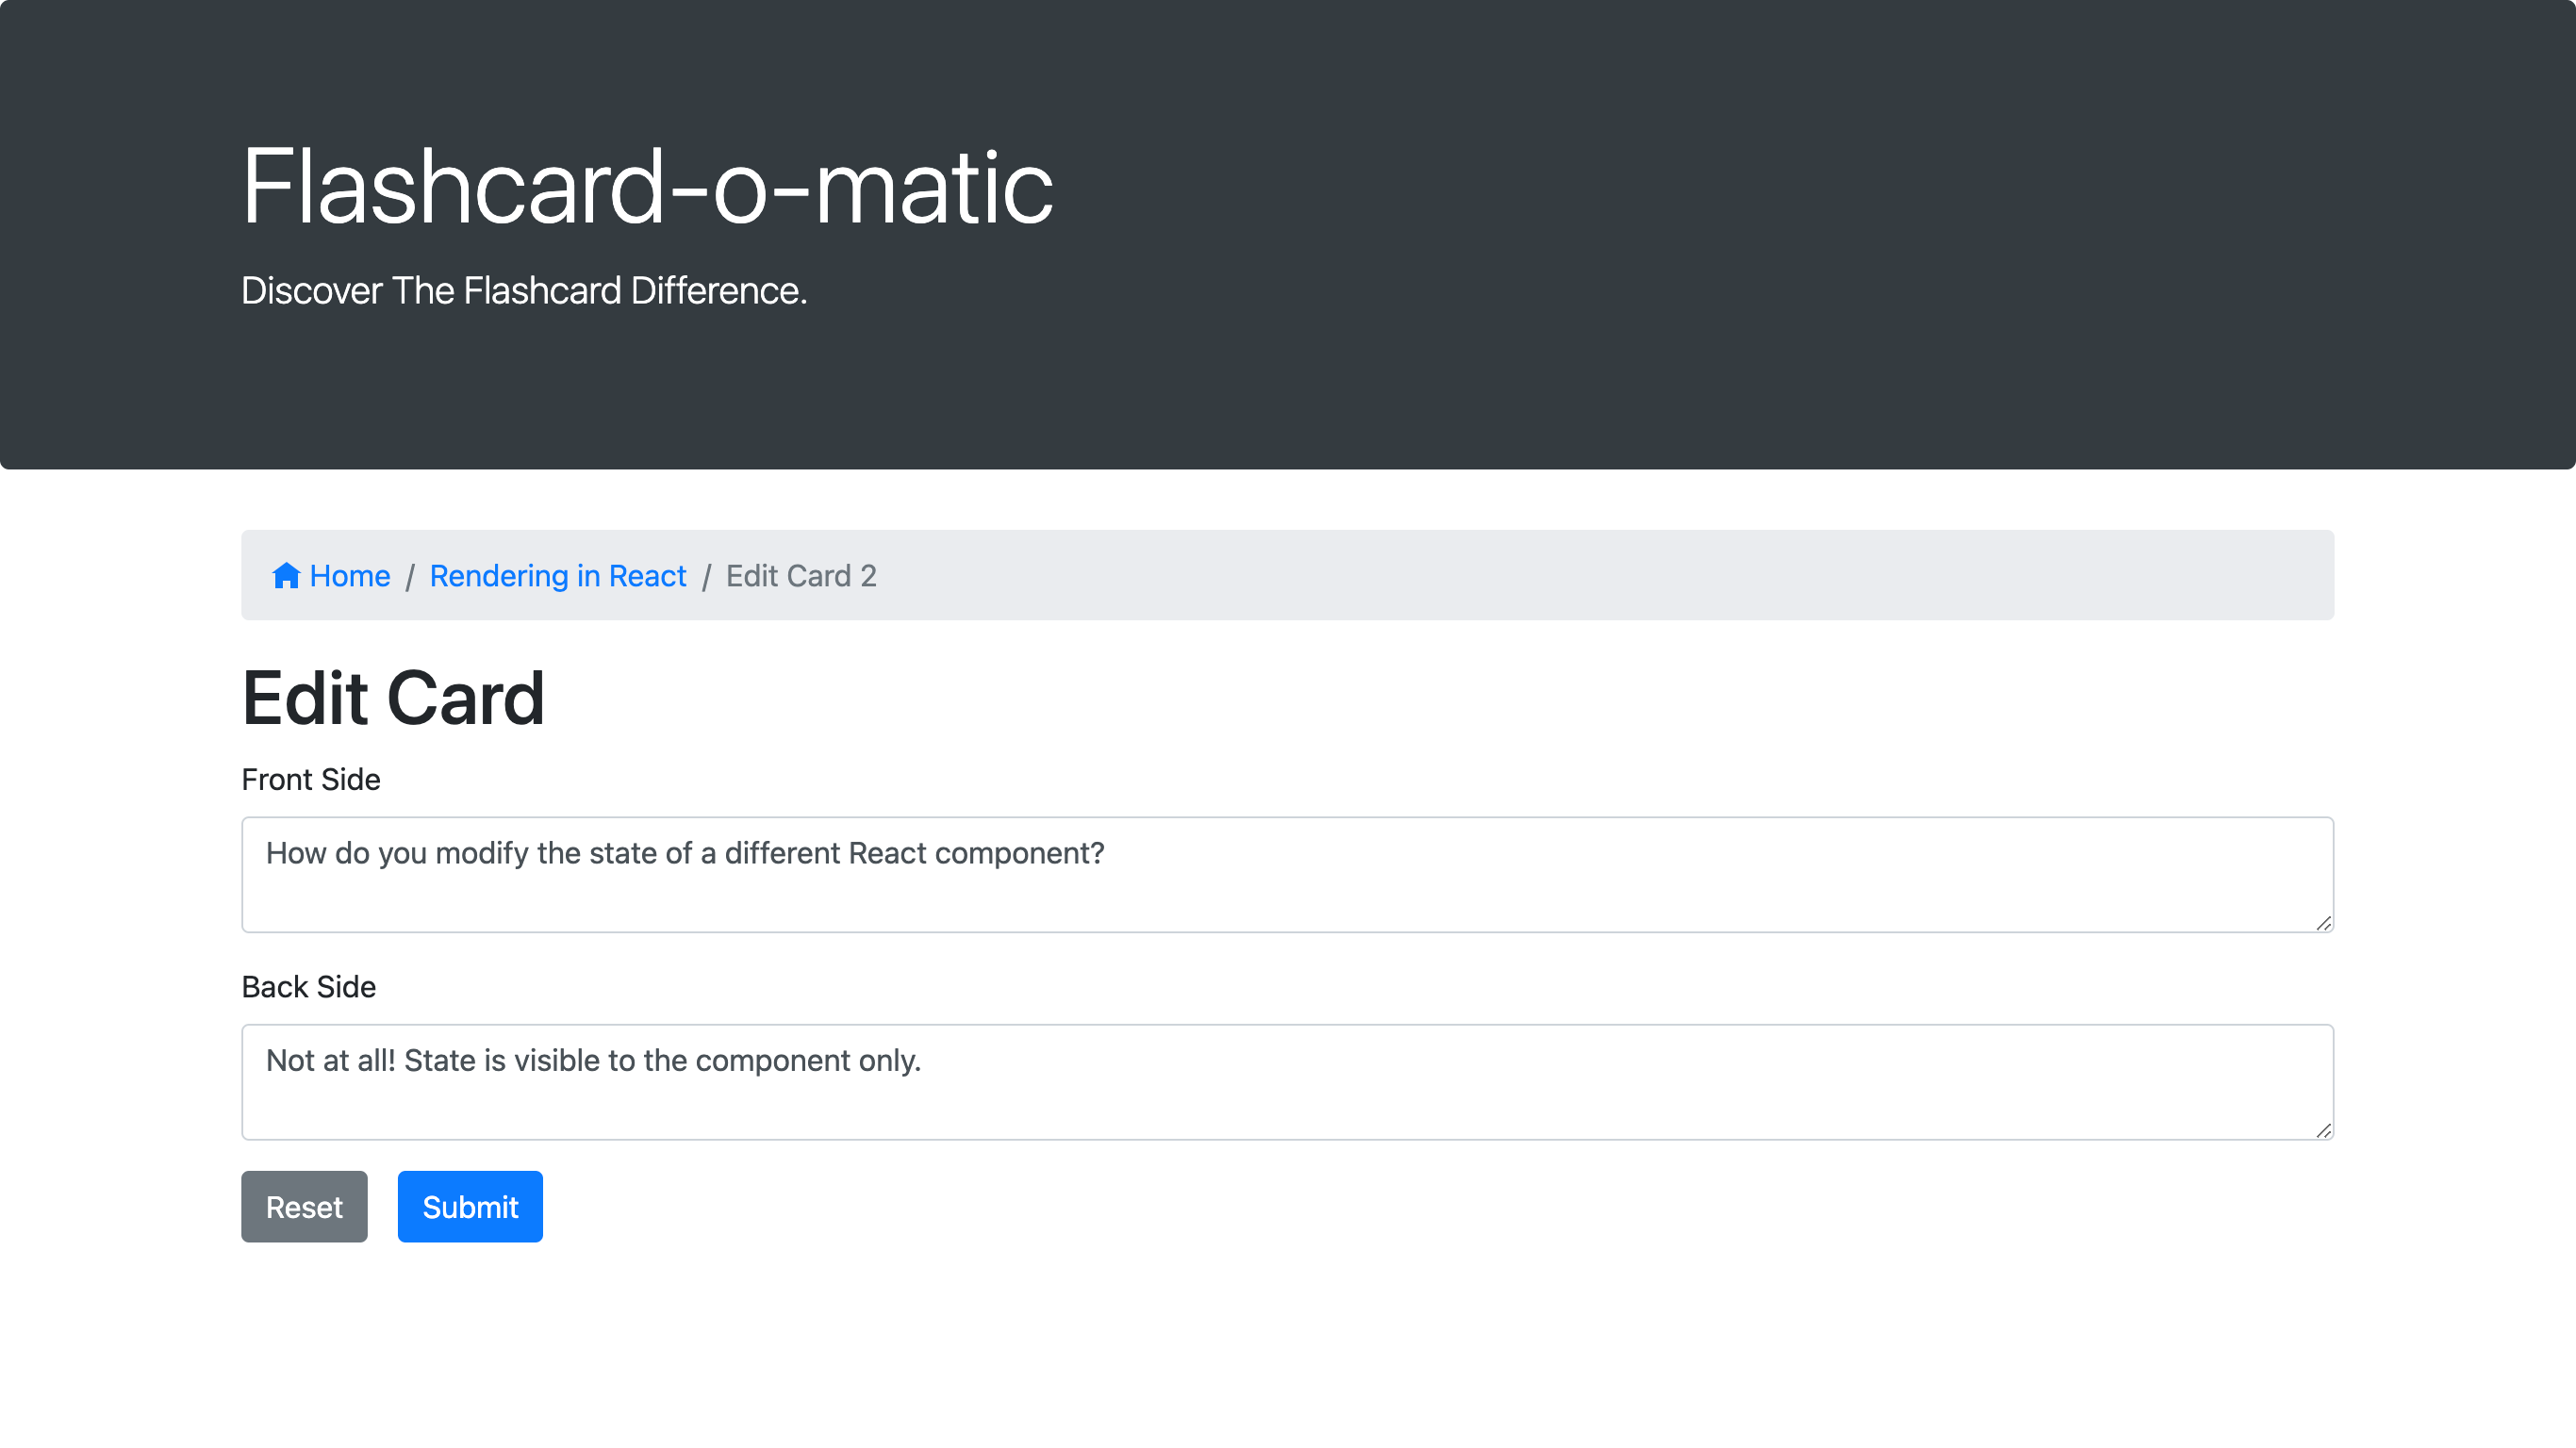 Flashcard-o-matic
Discover The Flashcard Difference.
Home / Rendering in React / Edit Card 2
Edit Card
Front Side
How do you modify the state of a different React component?
Back Side
Not at all! State is visible to the component only.
Reset Submit